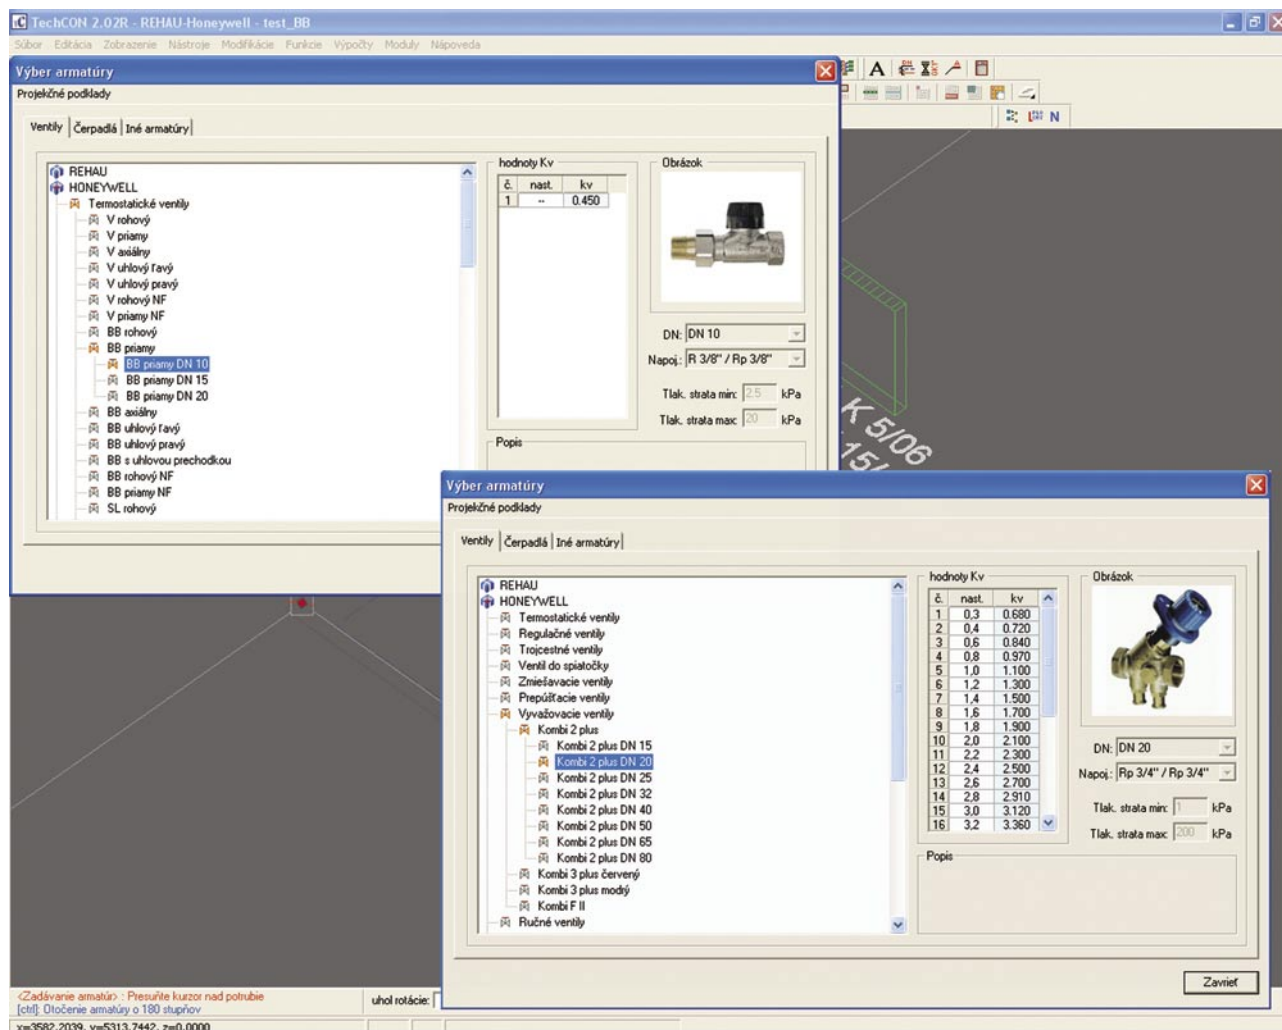 TechCON 2.02R - REHAU-Honeywell - test_BB
Súbor Editácia Zobrazenie Nástroje Modifikácie Funkcie Výpočty Moduly Nápoveda
Výber armatúry
Projekčné podklady
Ventily Čerpadlá Iné armatúry
REHAU
HONEYWELL
Termostatické ventily
V rohový
V priamy
V axiálny
V uhlový ľavý
V uhlový pravý
V rohový NF
V priamy NF
BB rohový
BB priamy
BB priamy DN 10
BB priamy DN 15
BB priamy DN 20
BB axiálny
BB uhlový ľavý
BB uhlový pravý
BB s uhlovou prechodkou
BB rohový NF
BB priamy NF
SL rohový
hodnoty Kv
č. nast. kv
1 -- 0.450
Obrázok
DN: DN 10
Napoj.: R 3/8" / Rp 3/8"
Tlak. strata min: 2.5 kPa
Tlak. strata max: 20 kPa
Popis
A
N
K 5/06
15/
Výber armatúry
Projekčné podklady
Ventily Čerpadlá Iné armatúry
REHAU
HONEYWELL
Termostatické ventily
Regulačné ventily
Trojcestné ventily
Ventil do spiatočky
Zmiešavacie ventily
Prepúšťacie ventily
Vyvažovacie ventily
Kombi 2 plus
Kombi 2 plus DN 15
Kombi 2 plus DN 20
Kombi 2 plus DN 25
Kombi 2 plus DN 32
Kombi 2 plus DN 40
Kombi 2 plus DN 50
Kombi 2 plus DN 65
Kombi 2 plus DN 80
Kombi 3 plus červený
Kombi 3 plus modrý
Kombi F II
Ručné ventily
hodnoty Kv
č. nast. kv
1 0,3 0.680
2 0,4 0.720
3 0,6 0.840
4 0,8 0.970
5 1,0 1.100
6 1,2 1.300
7 1,4 1.500
8 1,6 1.700
9 1,8 1.900
10 2,0 2.100
11 2,2 2.300
12 2,4 2.500
13 2,6 2.700
14 2,8 2.910
15 3,0 3.120
16 3,2 3.360
Obrázok
DN: DN 20
Napoj.: Rp 3/4" / Rp 3/4"
Tlak. strata min: 1 kPa
Tlak. strata max: 200 kPa
Popis
Zavrieť
<Zadávanie armatúr> : Presuňte kurzor nad potrubie
[ctrl]: Otočenie armatúry o 180 stupňov
uhol rotácie:
x=3582.2039, y=5313.7442, z=0.0000